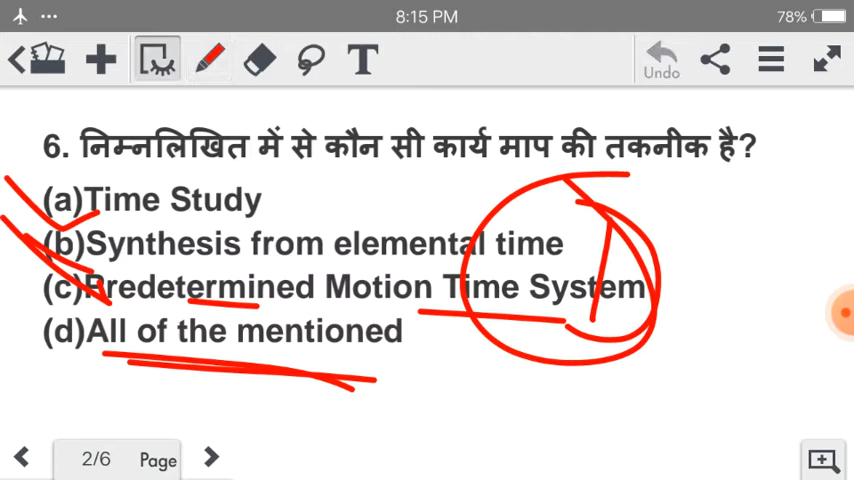 8:15 PM
78%
T
Undo
6. निम्नलिखित में से कौन सी कार्य माप की तकनीक है?
(a)Time Study
(b)Synthesis from elemental time
(c)Predetermined Motion Time System
(d)All of the mentioned
D
2/6 Page